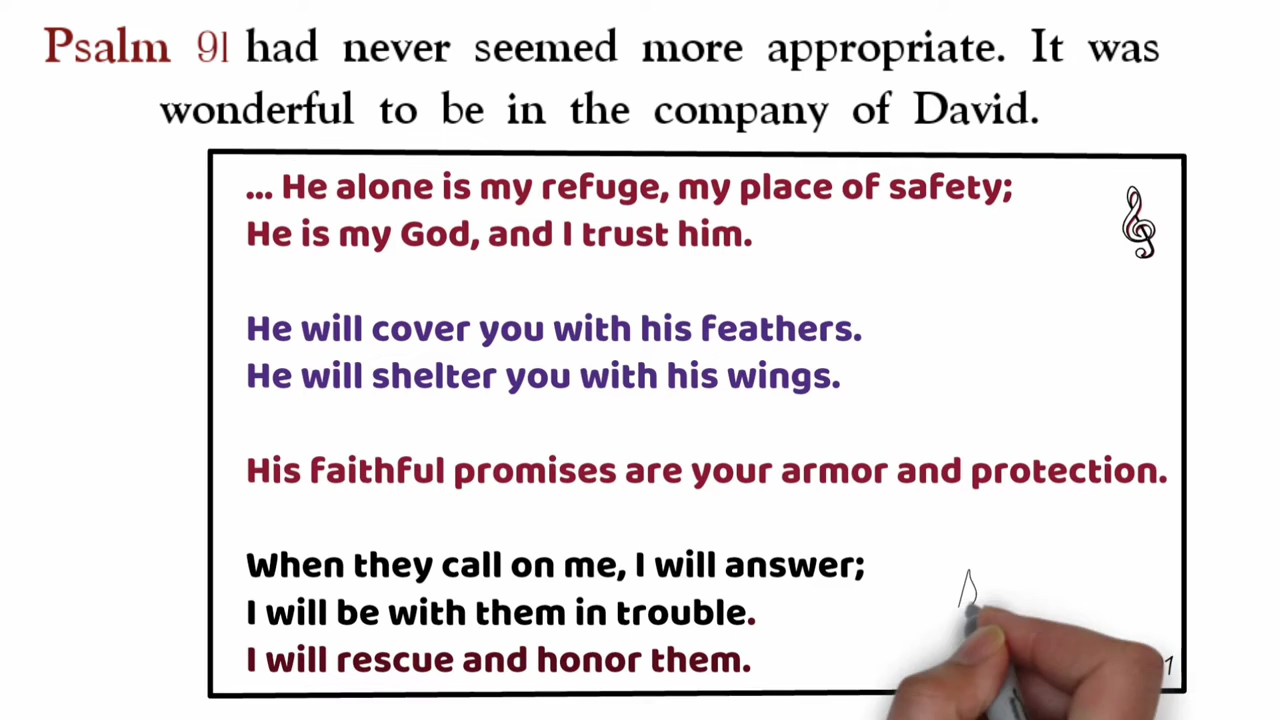 Psalm 91 had never seemed more appropriate. It was
wonderful to be in the company of David.
... He alone is my refuge, my place of safety;
He is my God, and I trust him.
He will cover you with his feathers.
He will shelter you with his wings.
His faithful promises are your armor and protection.
When they call on me, I will answer;
I will be with them in trouble.
I will rescue and honor them.